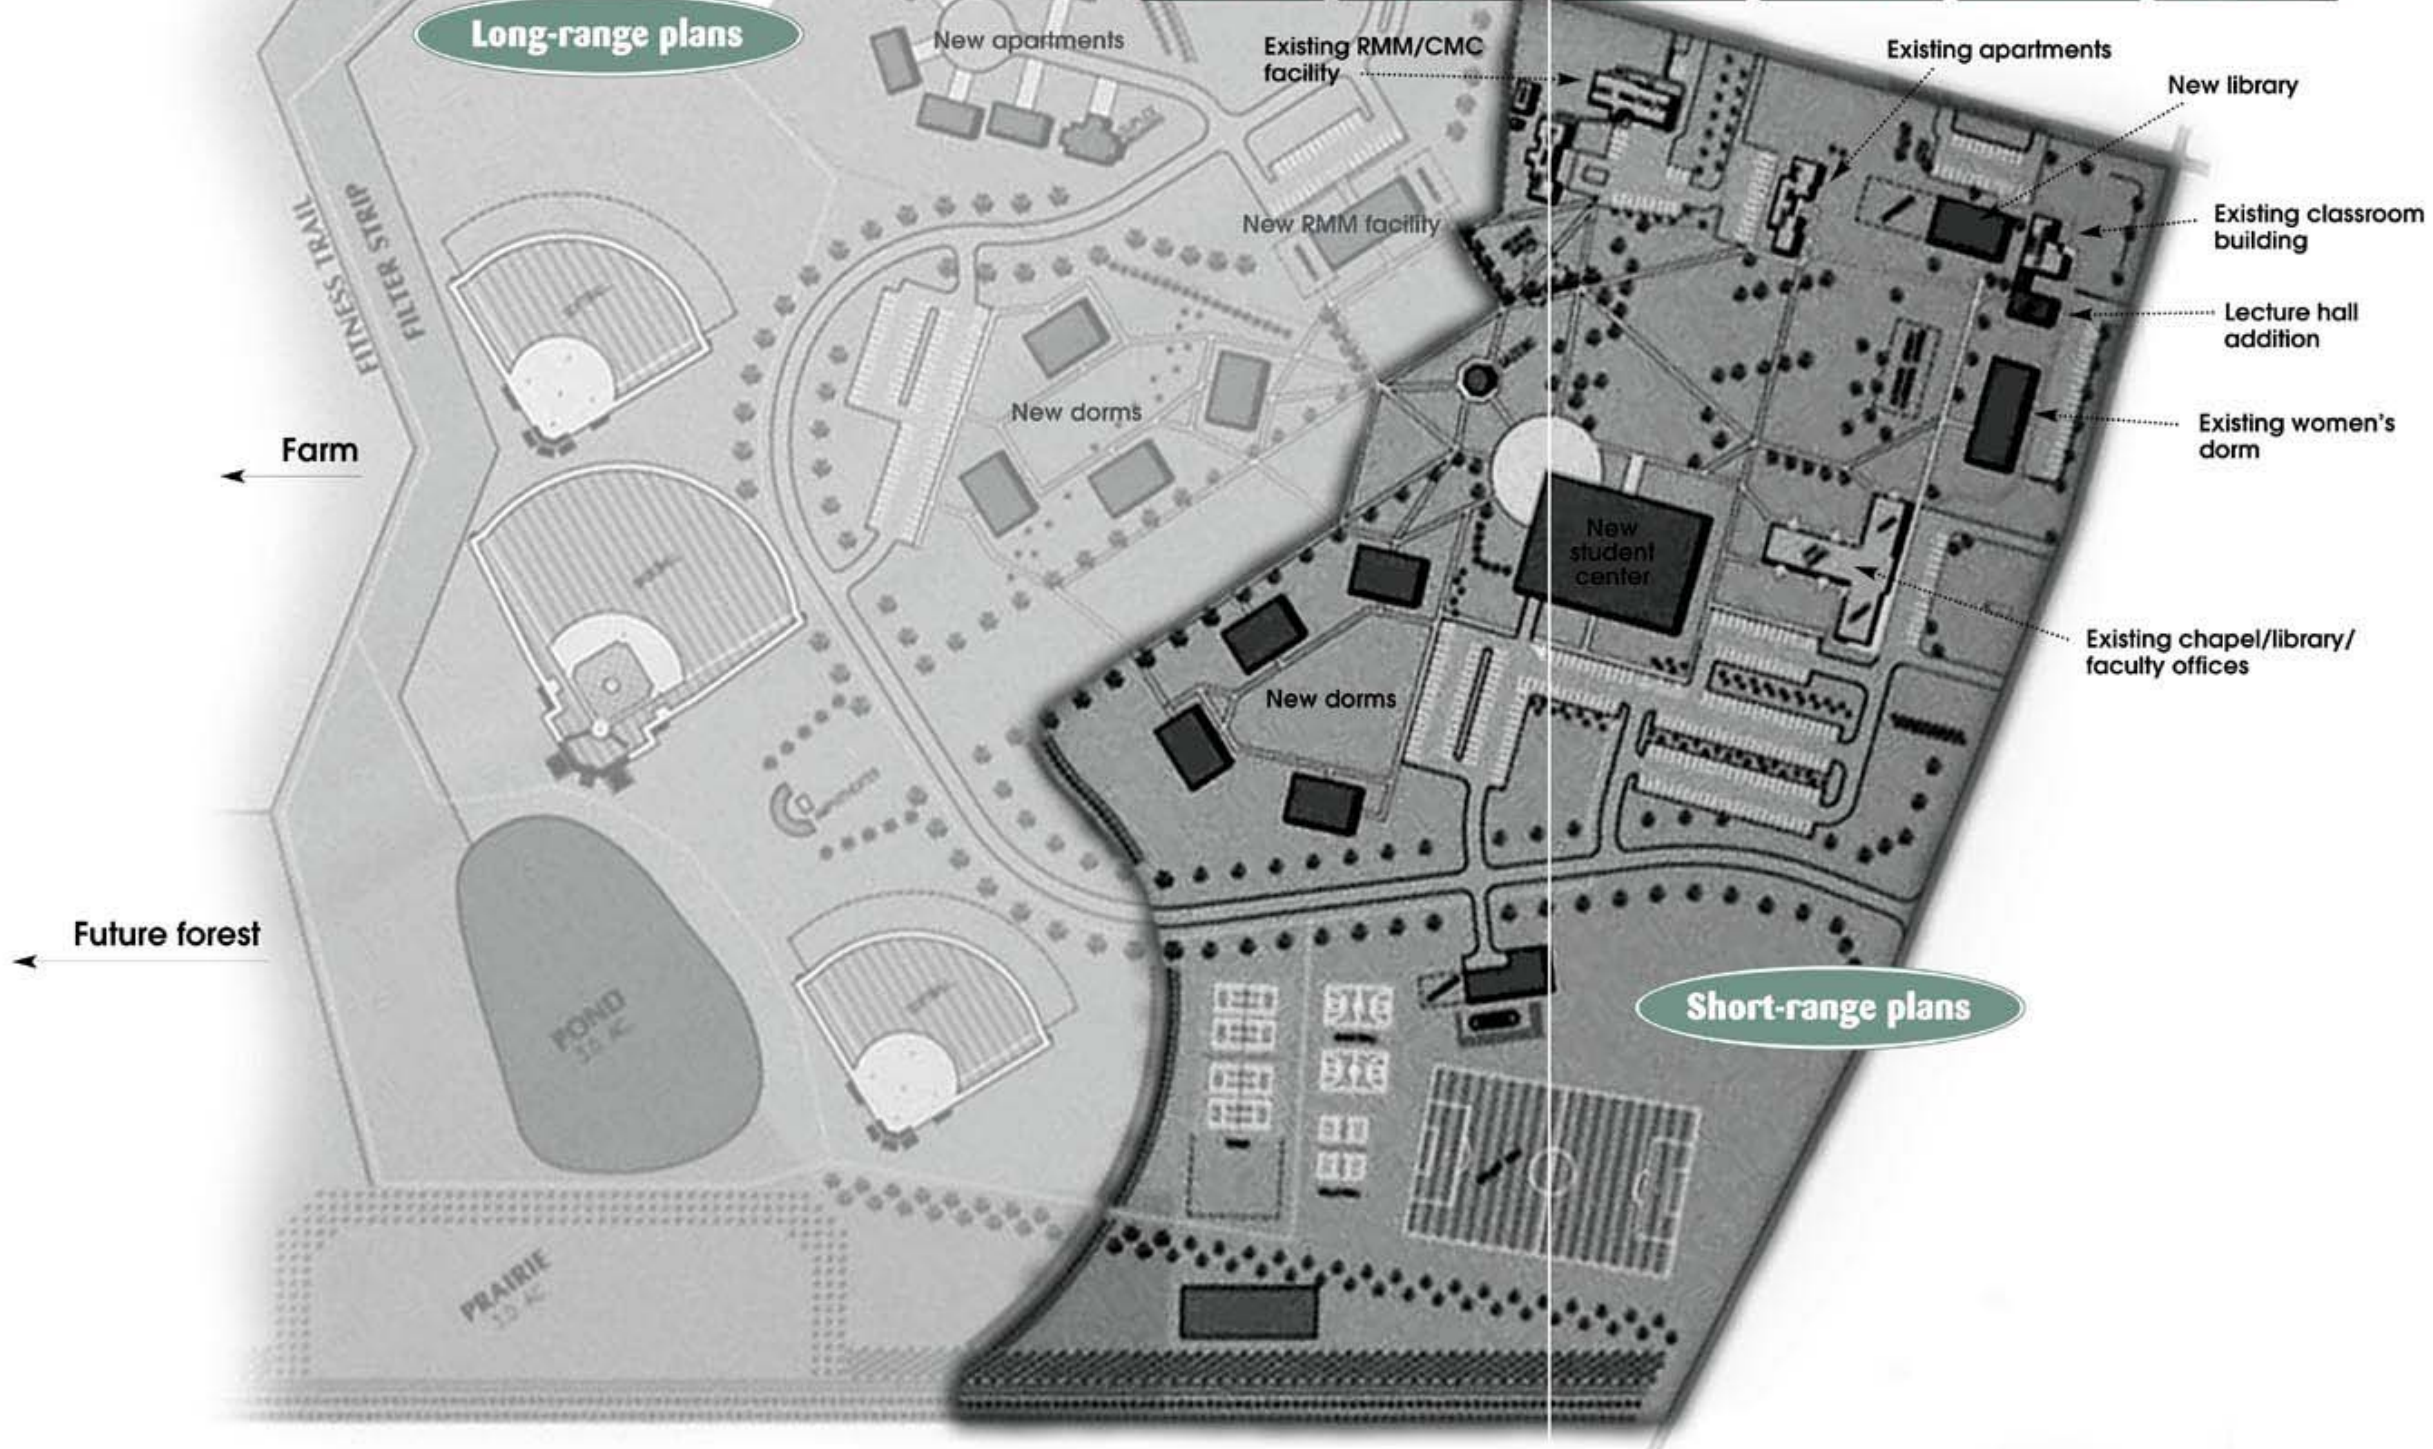 Long-range plans
New apartments
Existing RMM/CMC
facility
Existing apartments
New library
FITNESS TRAIL
FILTER STRIP
New RMM facility
Existing classroom
building
Lecture hall
addition
New dorms
Existing women's
dorm
Farm
New
student
center
Existing chapel/library/
faculty offices
New dorms
Future forest
Short-range plans
POND
PRAIRIE